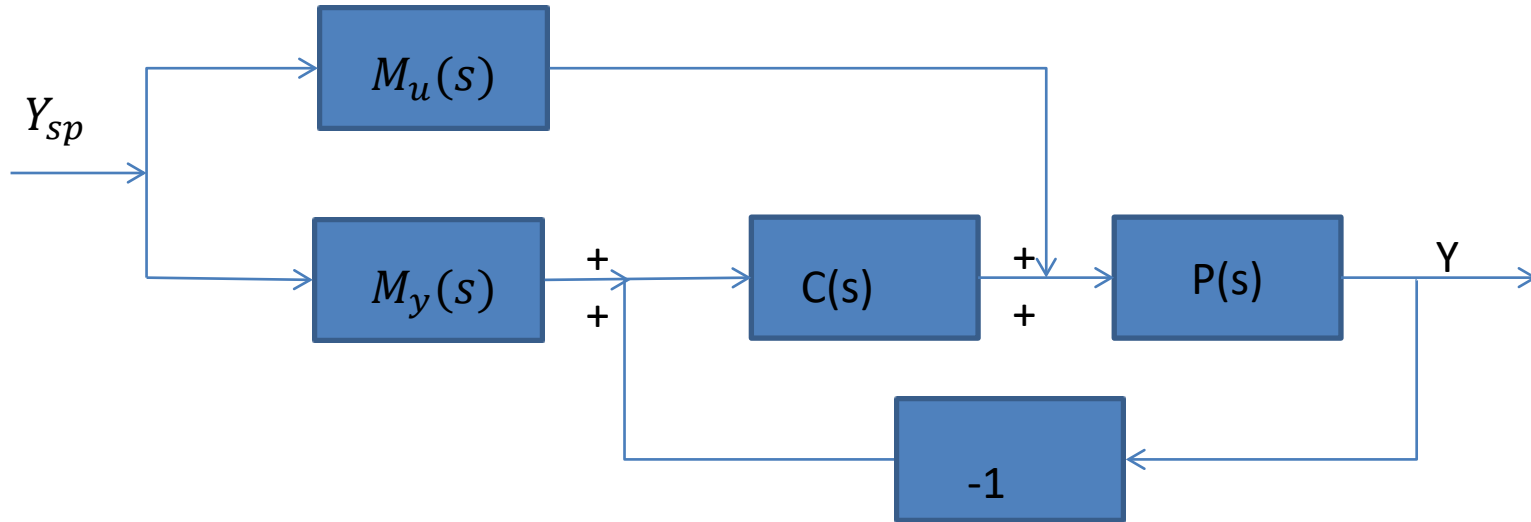 M_u(s)
Y_sp
M_y(s)
+
+
C(s)
+
+
P(s)
Y
-1